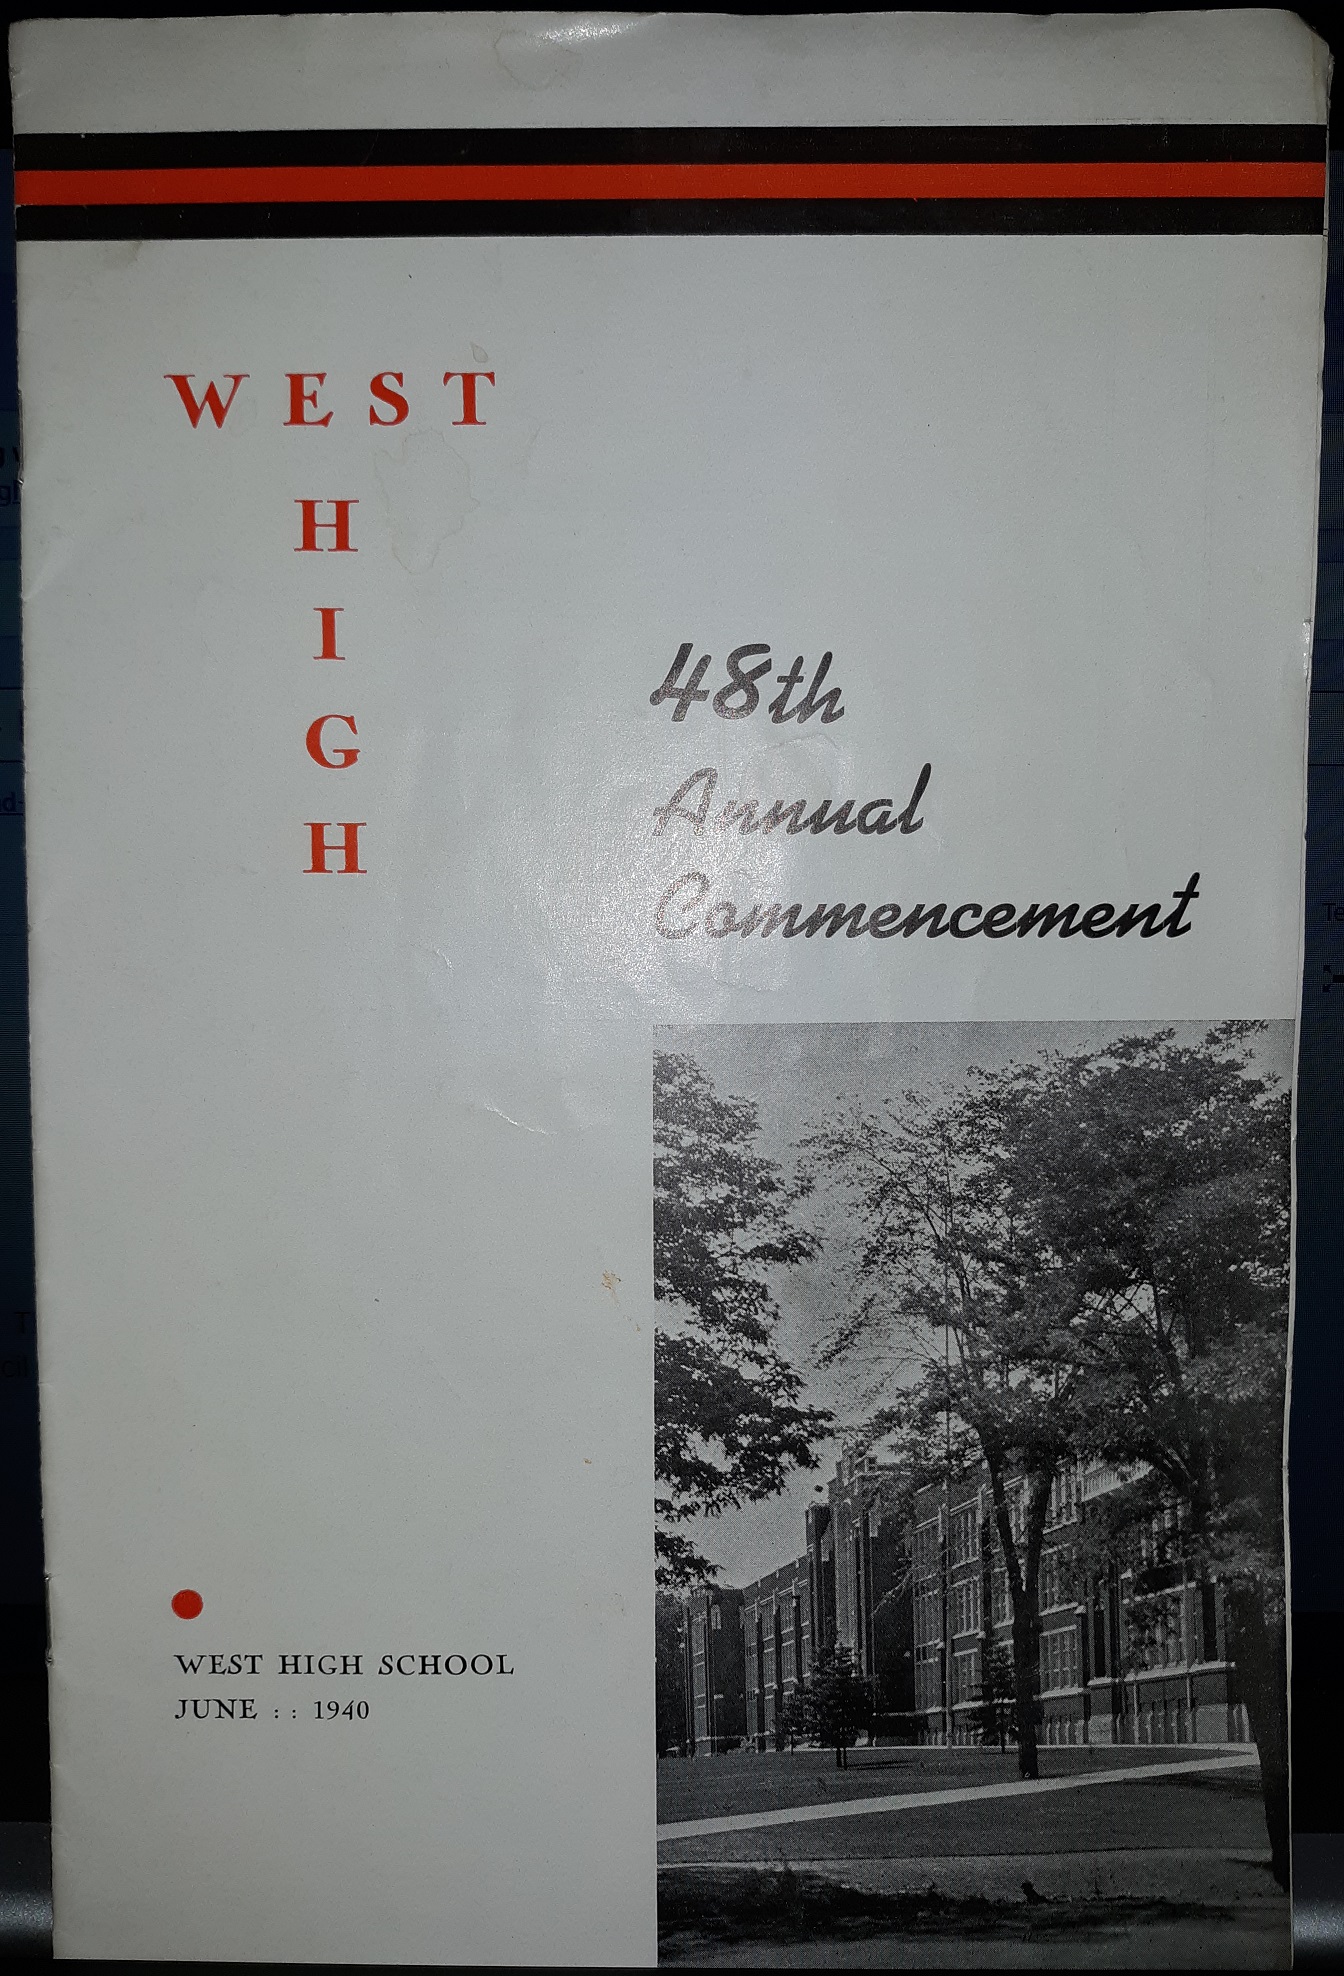 WEST
H
I
G
H
48th
Annual
Commencement
WEST HIGH SCHOOL
JUNE : : 1940